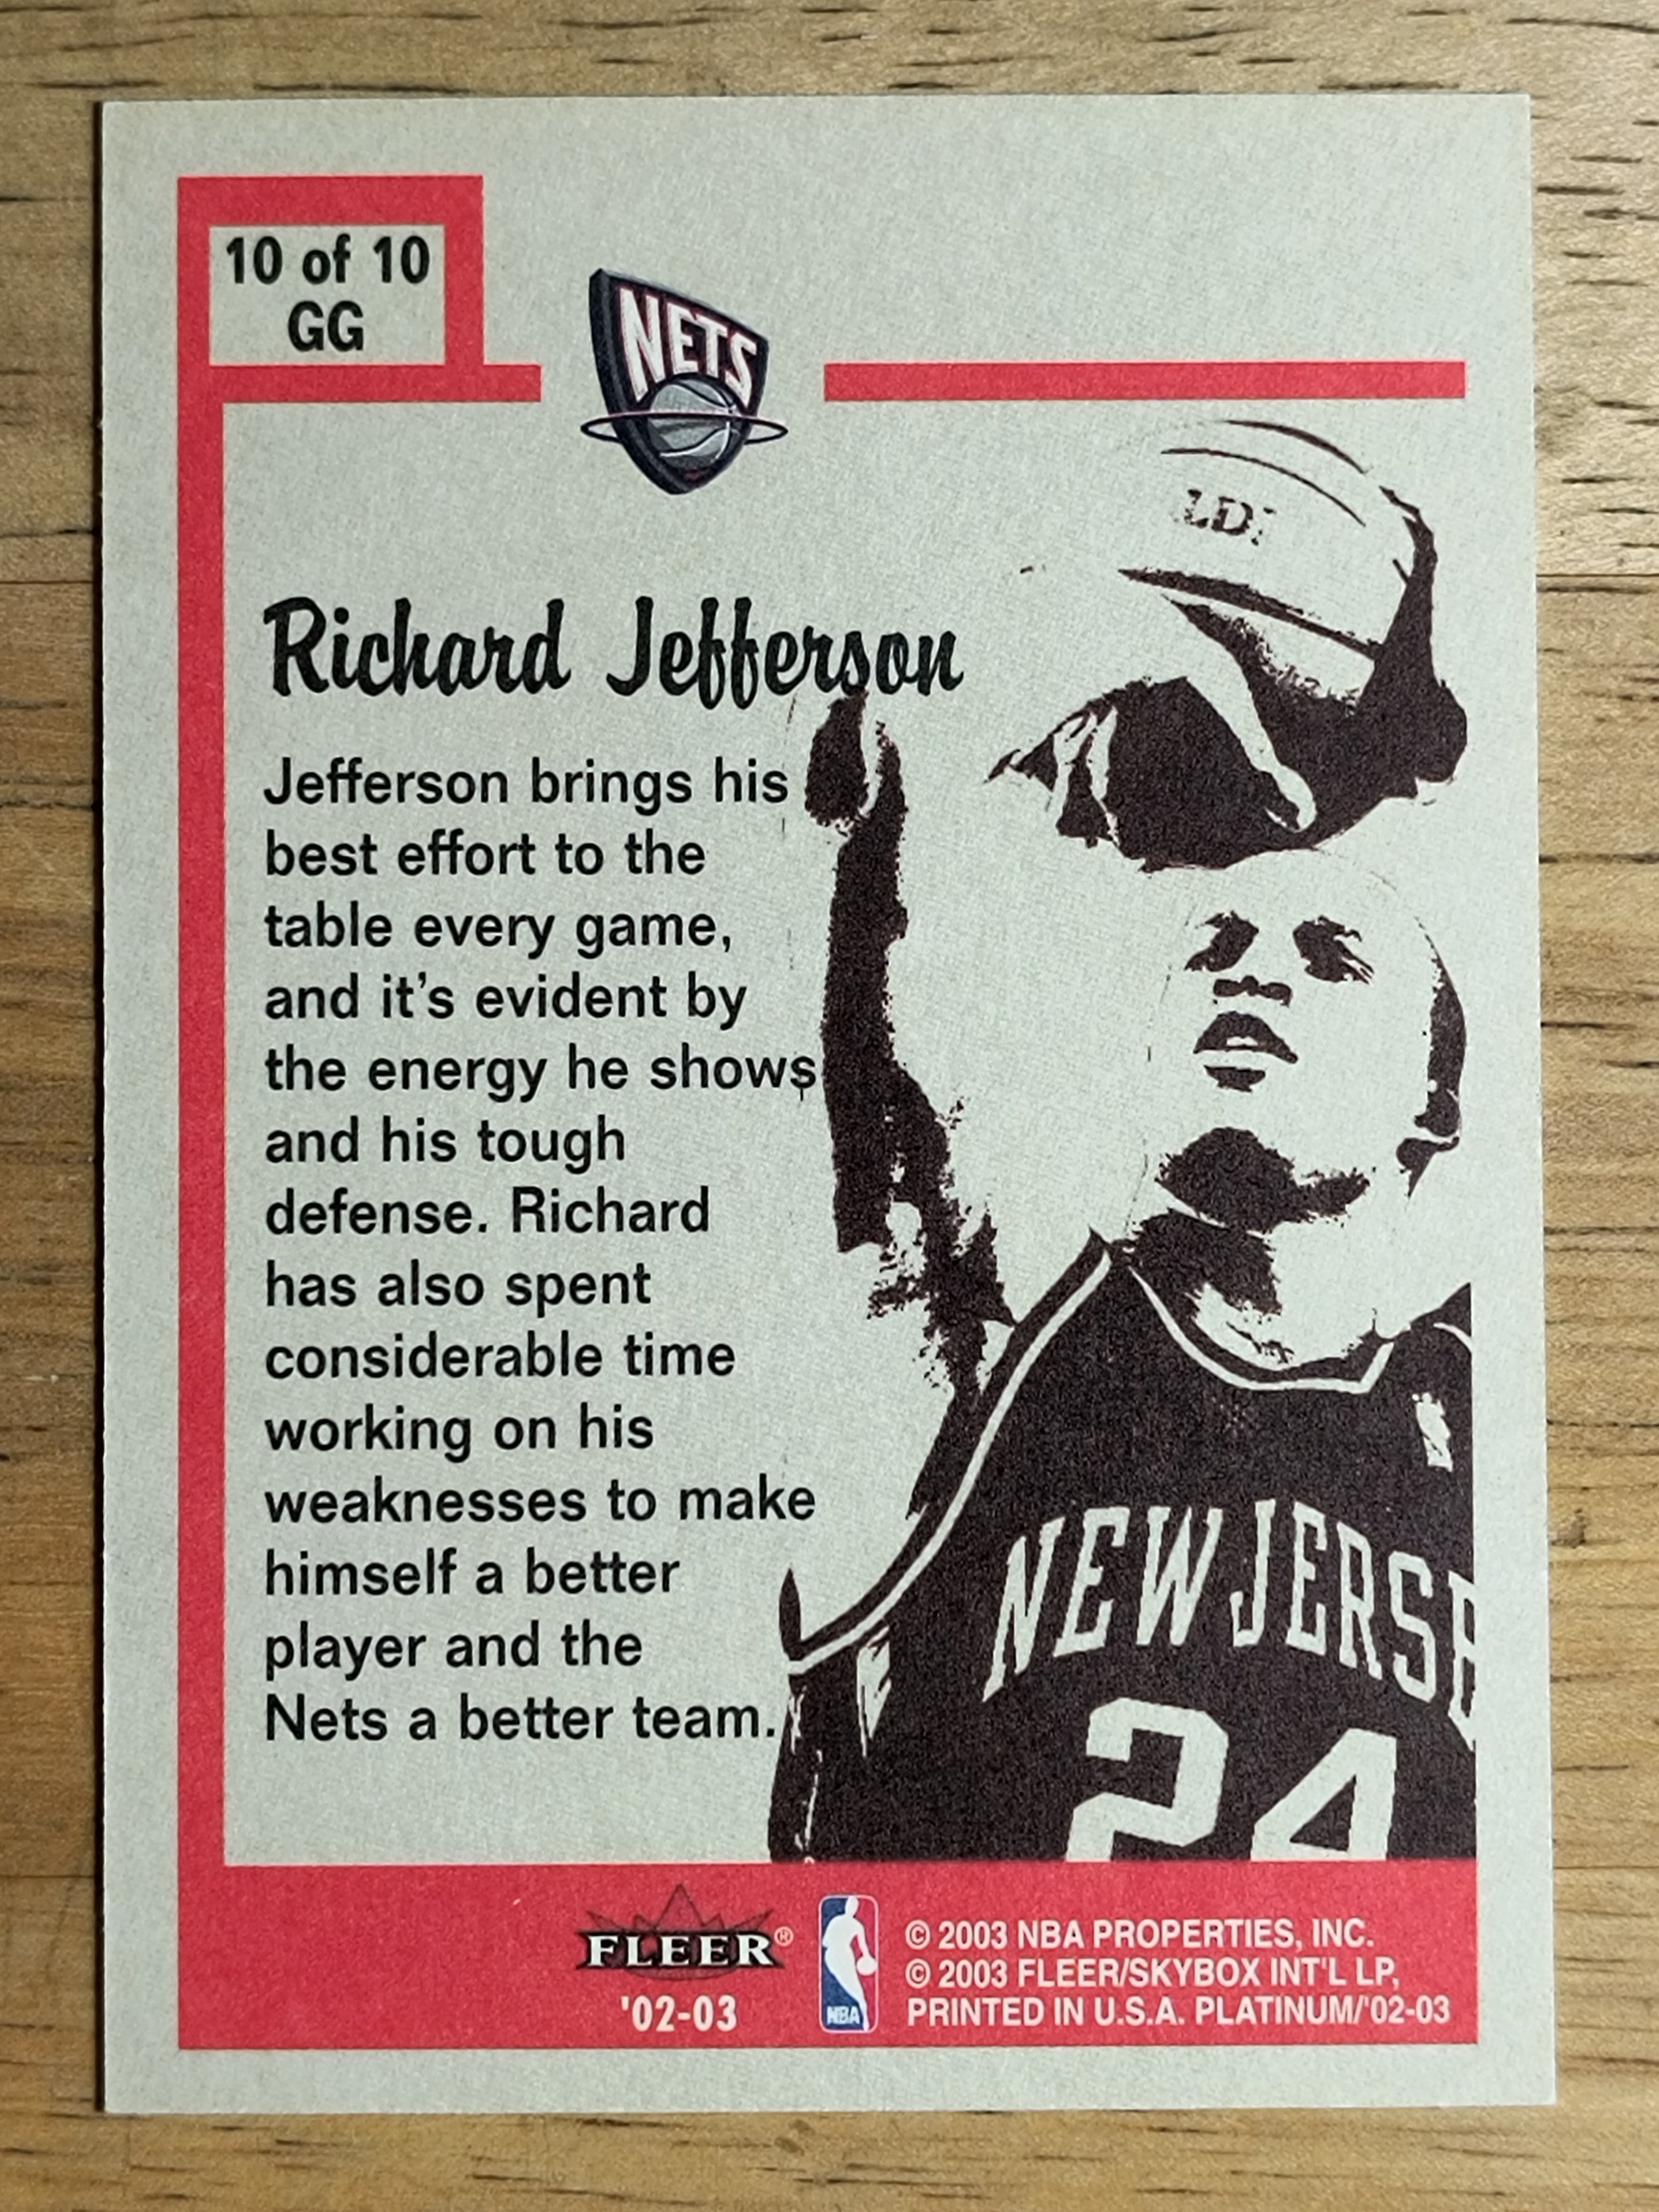 10 of 10
GG
NETS
LD
Richard Jefferson
Jefferson brings his
best effort to the
table every game,
and it's evident by
the energy he shows
and his tough
defense. Richard
has also spent
considerable time
working on his
weaknesses to make
himself a better
player and the
Nets a better team.
NEW JERSE
24
FLEER®
'02-03
NBA
© 2003 NBA PROPERTIES, INC.
© 2003 FLEER/SKYBOX INT'L LP,
PRINTED IN U.S.A. PLATINUM/'02-03